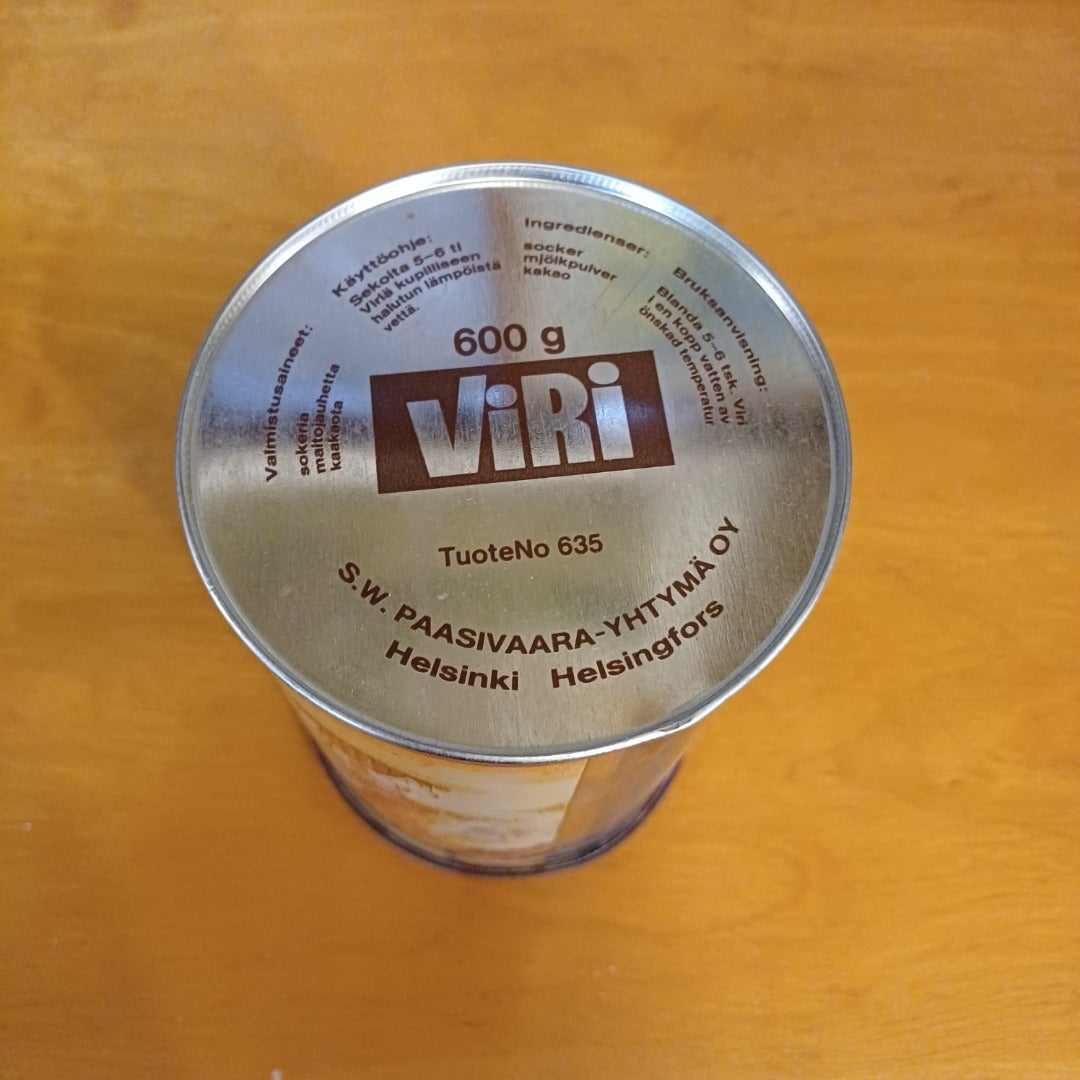 Valmistusaineet:
sokeria
maitojauhetta
kaakaota
Käyttöohje:
Sekoita 5-6 tl
Viriä kupilliseen
halutun lämpöistä
vettä.
Ingredienser:
socker
mjölkpulver
kakao
Bruksanvisning:
Blanda 5-6 tsk. Viri
i en kopp vatten av
önskad temperatur
600 g
ViRi
TuoteNo 635
S.W. PAASIVAARA-YHTYMÄ OY
Helsinki Helsingfors